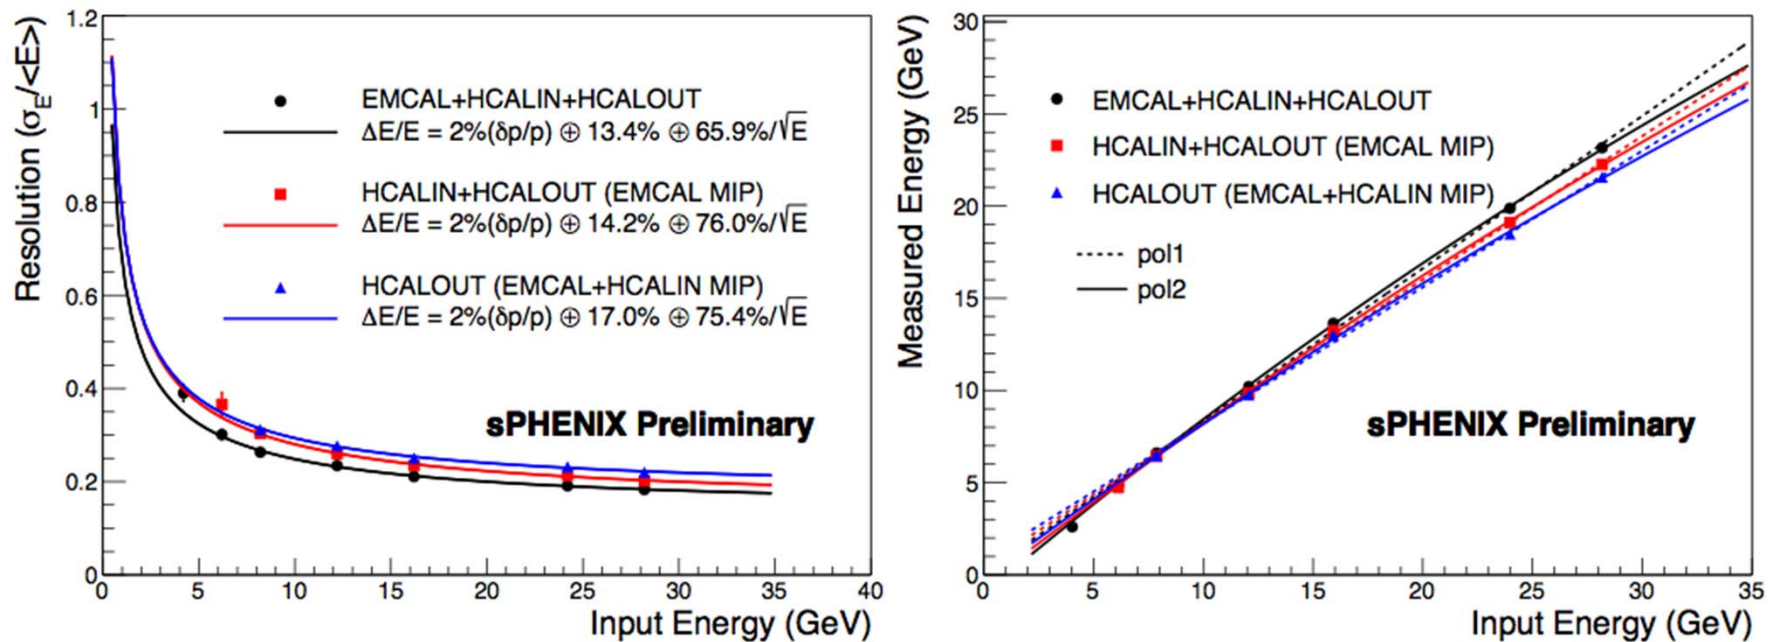 Resolution (σ_E/<E>)
1.2
1
0.8
0.6
0.4
0.2
0
EMCAL+HCALIN+HCALOUT
ΔE/E = 2%(δp/p) ⊕ 13.4% ⊕ 65.9%/√E
HCALIN+HCALOUT (EMCAL MIP)
ΔE/E = 2%(δp/p) ⊕ 14.2% ⊕ 76.0%/√E
HCALOUT (EMCAL+HCALIN MIP)
ΔE/E = 2%(δp/p) ⊕ 17.0% ⊕ 75.4%/√E
sPHENIX Preliminary
0 5 10 15 20 25 30 35 40
Input Energy (GeV)
Measured Energy (GeV)
30
25
20
15
10
5
0
EMCAL+HCALIN+HCALOUT
HCALIN+HCALOUT (EMCAL MIP)
HCALOUT (EMCAL+HCALIN MIP)
pol1
pol2
sPHENIX Preliminary
0 5 10 15 20 25 30 35
Input Energy (GeV)